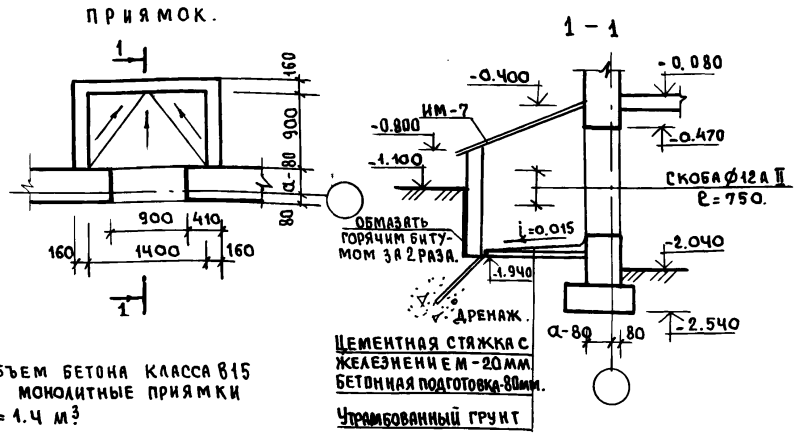 ПРИЯМОК.
1
160
900
а-80
80
900
410
160
1400
160
1
1 - 1
-0.080
-0.400
ИМ-7
-0.800
-0.470
-1.100
СКОБА Ø12АII
ℓ=750.
ОБМАЗАТЬ
ГОРЯЧИМ БИТУ-
МОМ ЗА 2 РАЗА.
i=0.015
-2.040
-1.940
ДРЕНАЖ.
а-80
80
-2.540
ЦЕМЕНТНАЯ СТЯЖКА С
ЖЕЛЕЗНЕНИЕМ-20ММ
БЕТОННАЯ ПОДГОТОВКА-80мм.
УТРАМБОВАННЫЙ ГРУНТ
ЪЕМ БЕТОНА КЛАССА В15
МОНОЛИТНЫЕ ПРИЯМКИ
= 1.4 м³